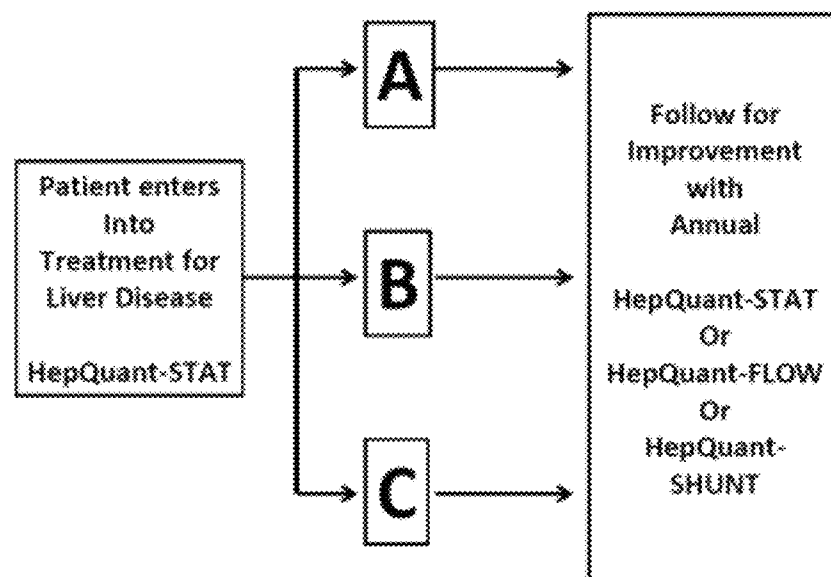 Patient enters
Into
Treatment for
Liver Disease
HepQuant-STAT
A
B
C
Follow for
Improvement
with
Annual
HepQuant-STAT
Or
HepQuant-FLOW
Or
HepQuant-
SHUNT